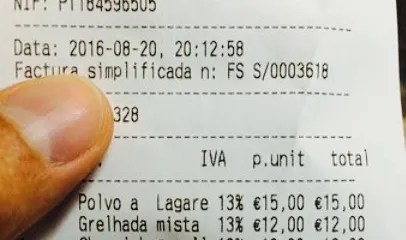 NIF: PT184596505
Data: 2016-08-20, 20:12:58
Factura simplificada n: FS S/0003618
328
IVA p.unit total
Polvo a Lagare 13% €15,00 €15,00
Grelhada mista 13% €12,00 €12,00